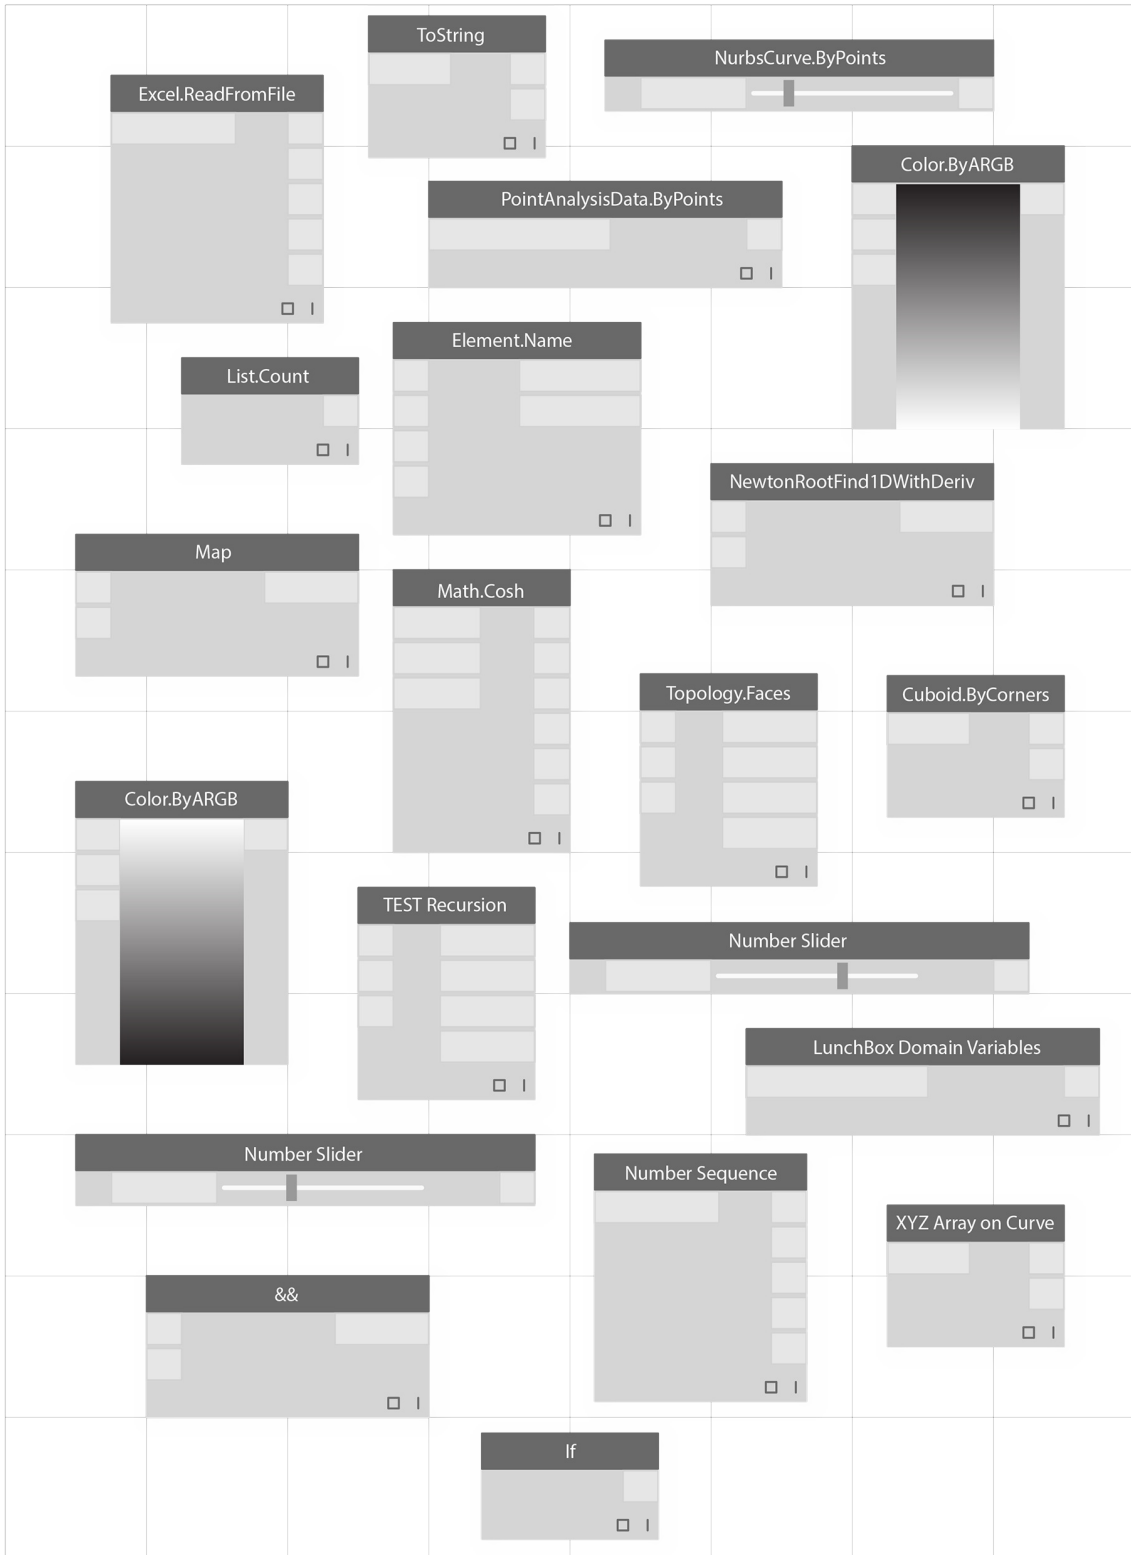 ToString
NurbsCurve.ByPoints
Excel.ReadFromFile
Color.ByARGB
PointAnalysisData.ByPoints
Element.Name
List.Count
NewtonRootFind1DWithDeriv
Map
Math.Cosh
Topology.Faces
Cuboid.ByCorners
Color.ByARGB
TEST Recursion
Number Slider
LunchBox Domain Variables
Number Slider
Number Sequence
XYZ Array on Curve
&&
If